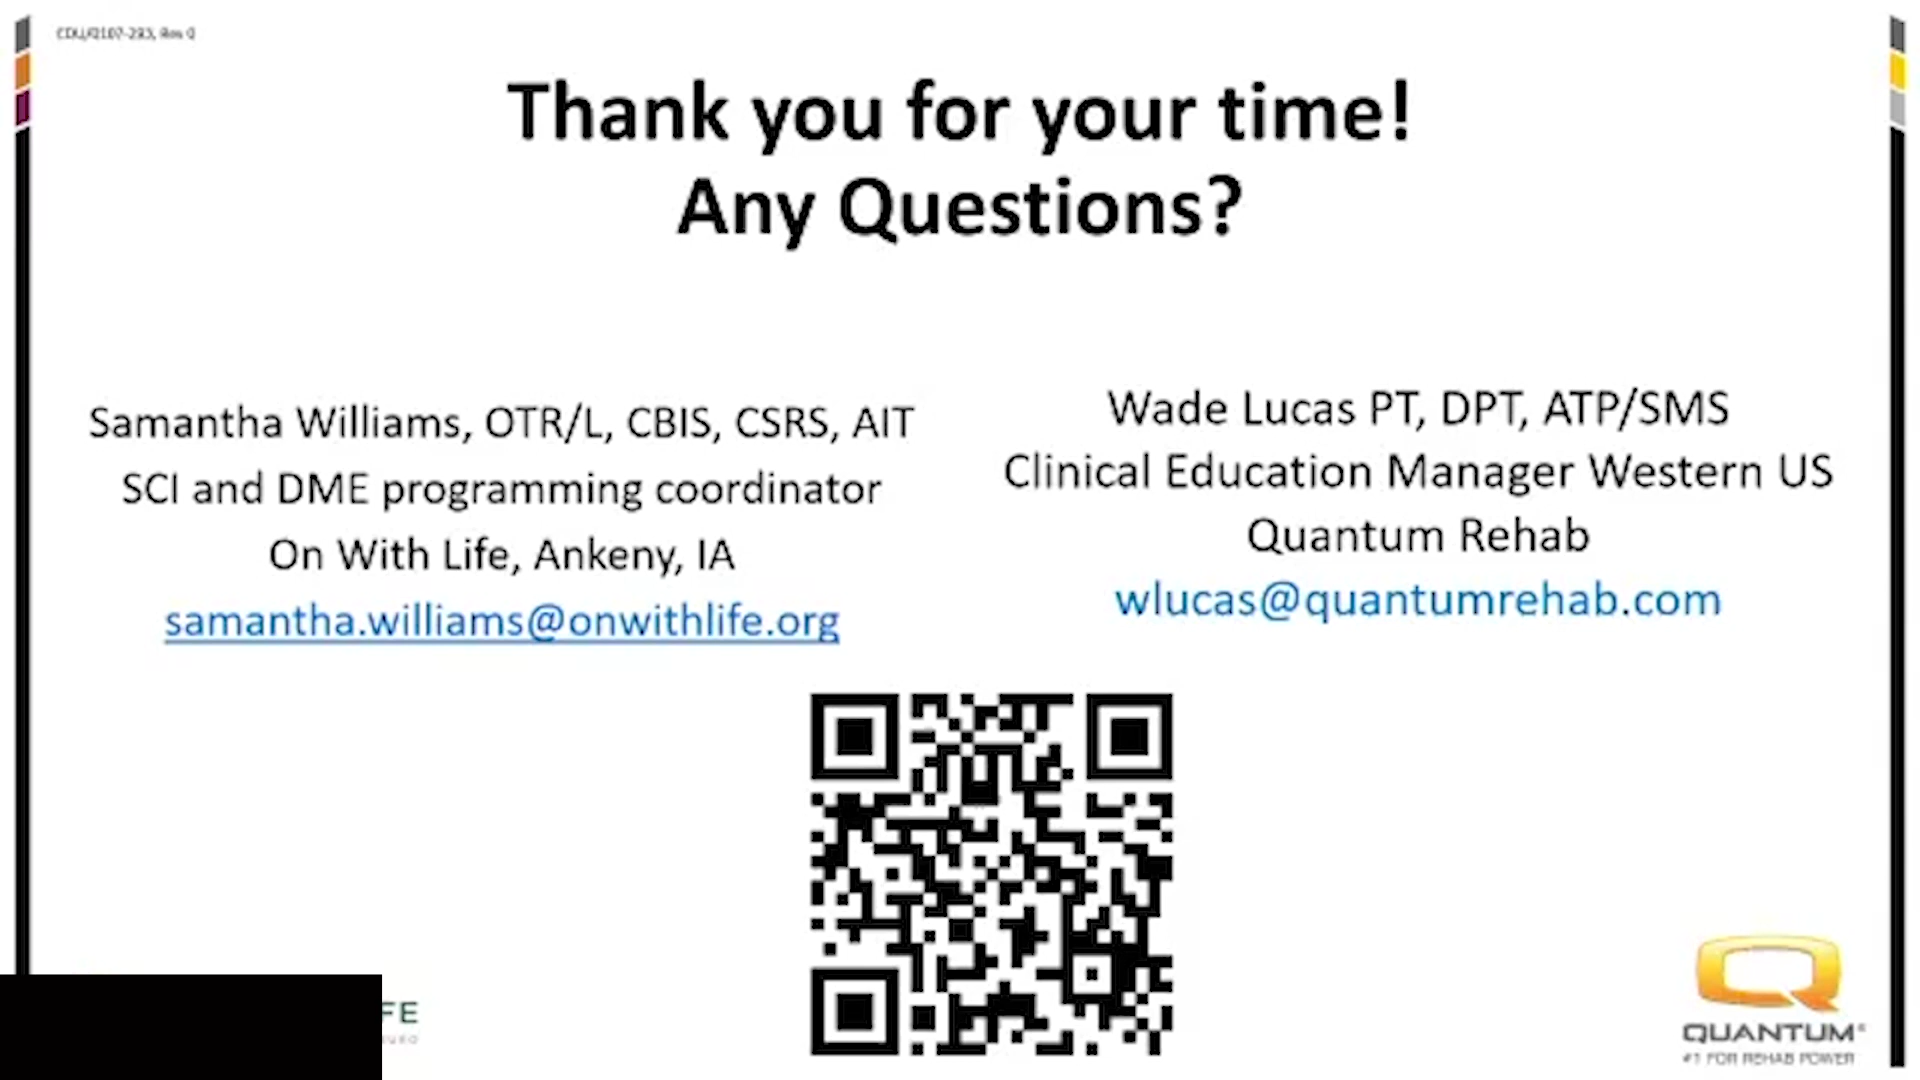 Thank you for your time!
Any Questions?
Samantha Williams, OTR/L, CBIS, CSRS, AIT
SCI and DME programming coordinator
On With Life, Ankeny, IA
samantha.williams@onwithlife.org
Wade Lucas PT, DPT, ATP/SMS
Clinical Education Manager Western US
Quantum Rehab
wlucas@quantumrehab.com
FE
QUANTUM®
#1 FOR REHAB POWER